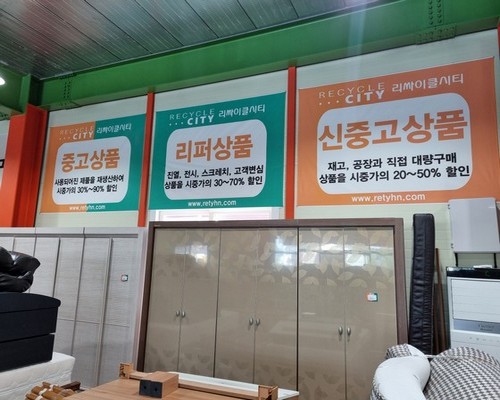 RECYCLE
CITY 리싸이클시티
중고상품
사용되어진 제품을 재생산하여
시중가의 30%~90% 할인
www.retyhn.com
RECYCLE
CITY 리싸이클시티
리퍼상품
진열, 전시, 스크레치, 고객변심
상품을 시중가의 30~70% 할인
www.retyhn.com
RECYCLE
CITY 리싸이클시티
신중고상품
재고, 공장과 직접 대량구매
상품을 시중가의 20~50% 할인
www.retyhn.com